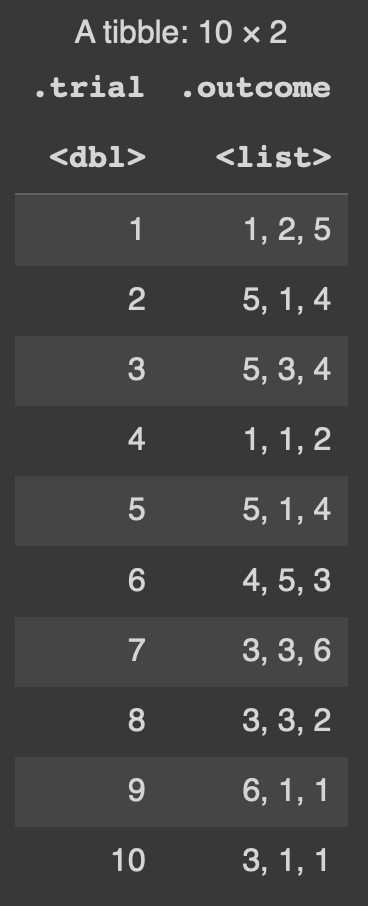 A tibble: 10 × 2
.trial .outcome
<dbl> <list>
1 1, 2, 5
2 5, 1, 4
3 5, 3, 4
4 1, 1, 2
5 5, 1, 4
6 4, 5, 3
7 3, 3, 6
8 3, 3, 2
9 6, 1, 1
10 3, 1, 1